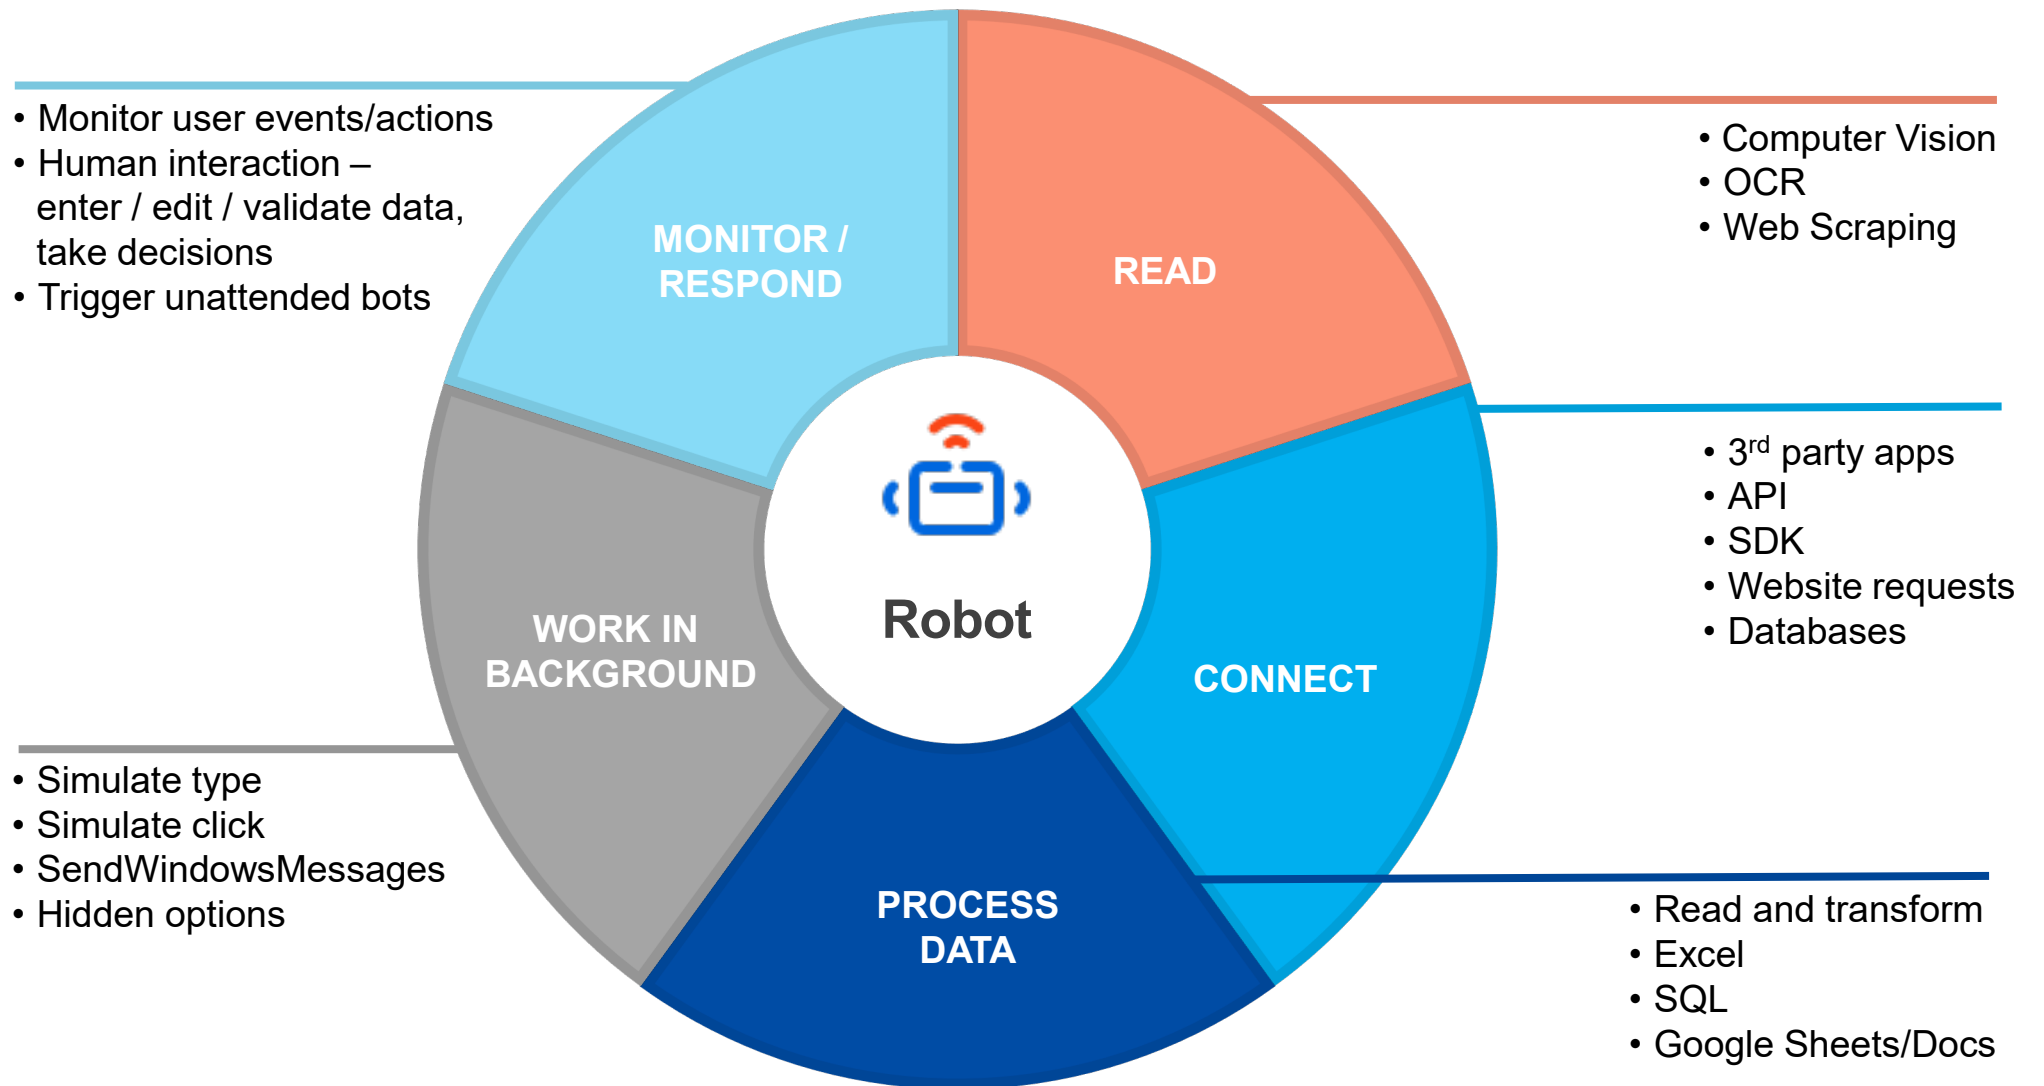 • Monitor user events/actions
• Human interaction –
enter / edit / validate data,
take decisions
• Trigger unattended bots
MONITOR /
RESPOND
READ
• Computer Vision
• OCR
• Web Scraping
• 3rd party apps
• API
• SDK
• Website requests
• Databases
Robot
WORK IN
BACKGROUND
CONNECT
• Simulate type
• Simulate click
• SendWindowsMessages
• Hidden options
PROCESS
DATA
• Read and transform
• Excel
• SQL
• Google Sheets/Docs